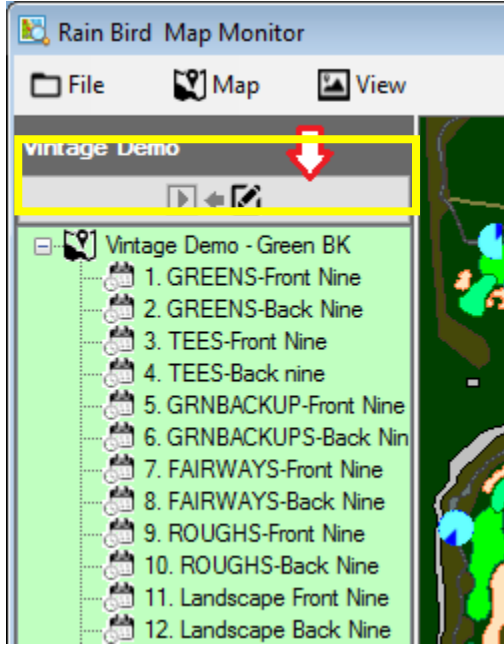 Rain Bird Map Monitor
File Map View
Vintage Demo
Vintage Demo - Green BK
1. GREENS-Front Nine
2. GREENS-Back Nine
3. TEES-Front Nine
4. TEES-Back nine
5. GRNBACKUP-Front Nine
6. GRNBACKUPS-Back Nin
7. FAIRWAYS-Front Nine
8. FAIRWAYS-Back Nine
9. ROUGHS-Front Nine
10. ROUGHS-Back Nine
11. Landscape Front Nine
12. Landscape Back Nine